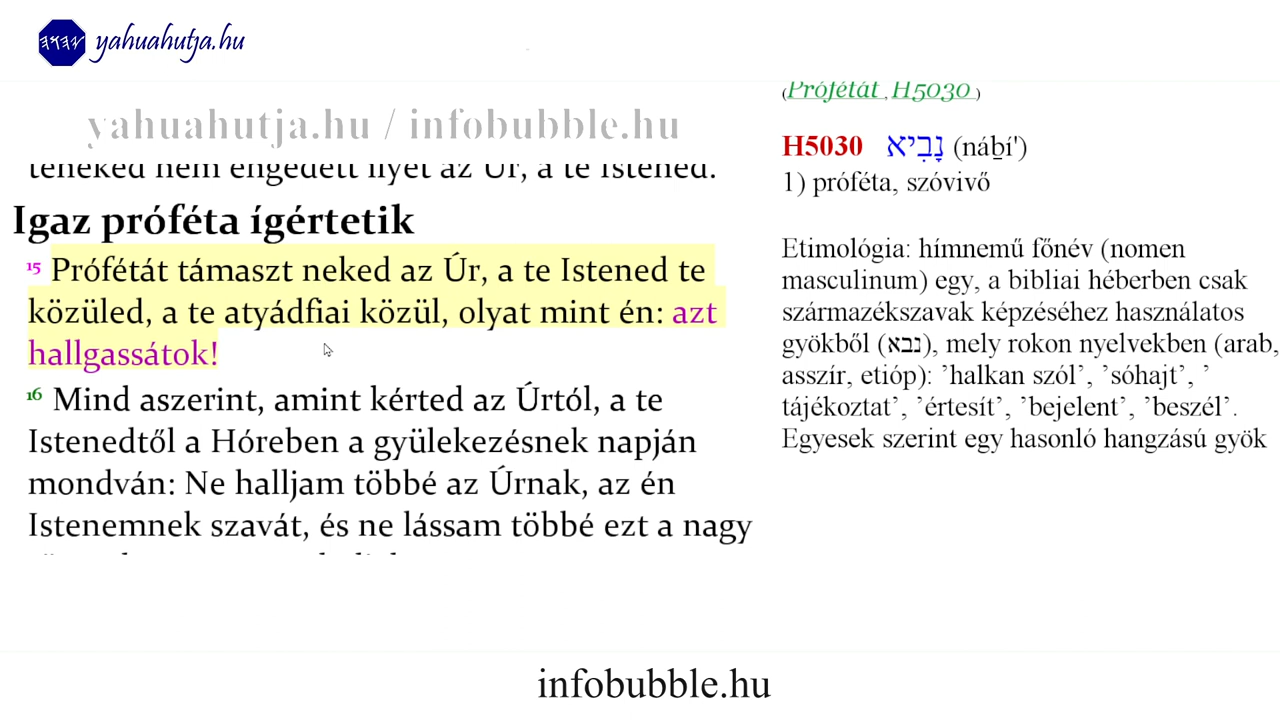 yahuahutja.hu
yahuahutja.hu / infobubble.hu
teneked nem engedett ilyet az Úr, a te Istened.
Igaz próféta ígértetik
15 Prófétát támaszt neked az Úr, a te Istened te
közüled, a te atyádfiai közül, olyat mint én: azt
hallgassátok!
16 Mind aszerint, amint kérted az Úrtól, a te
Istenedtől a Hóreben a gyülekezésnek napján
mondván: Ne halljam többé az Úrnak, az én
Istenemnek szavát, és ne lássam többé ezt a nagy
(Prófétát , H5030 )
H5030 נָבִיא (náḇí')
1) próféta, szóvivő
Etimológia: hímnemű főnév (nomen
masculinum) egy, a bibliai héberben csak
származékszavak képzéséhez használatos
gyökből (נבא), mely rokon nyelvekben (arab,
asszír, etióp): ’halkan szól’, ’sóhajt’, ’
tájékoztat’, ’értesít’, ’bejelent’, ’beszél’.
Egyesek szerint egy hasonló hangzású gyök
infobubble.hu